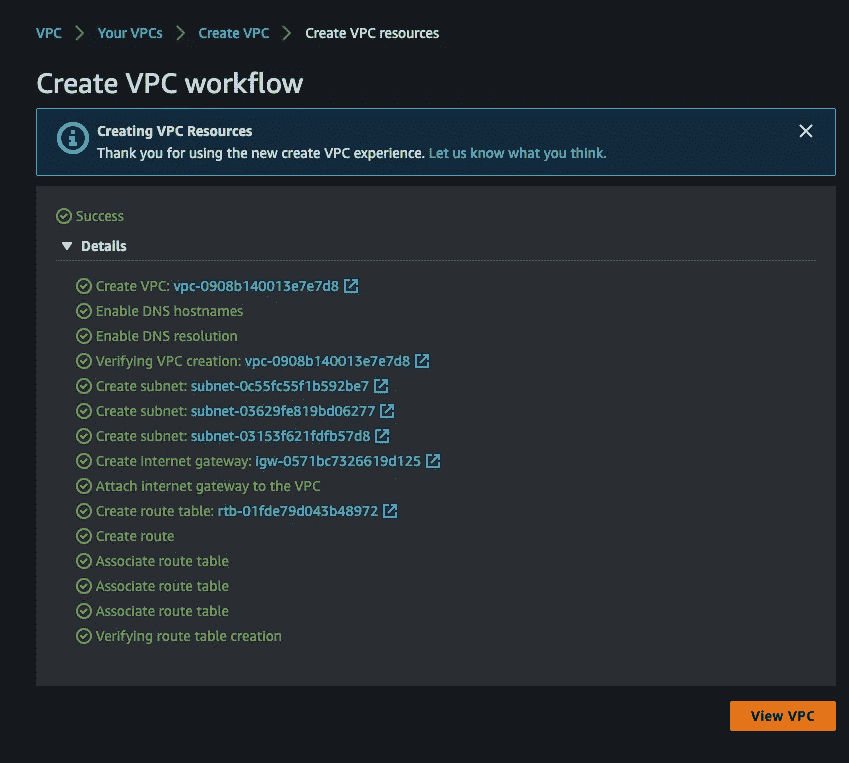 VPC > Your VPCs > Create VPC > Create VPC resources
Create VPC workflow
Creating VPC Resources
Thank you for using the new create VPC experience. Let us know what you think.
Success
Details
Create VPC: vpc-0908b140013e7e7d8
Enable DNS hostnames
Enable DNS resolution
Verifying VPC creation: vpc-0908b140013e7e7d8
Create subnet: subnet-0c55fc55f1b592be7
Create subnet: subnet-03629fe819bd06277
Create subnet: subnet-03153f621fdfb57d8
Create internet gateway: igw-0571bc7326619d125
Attach internet gateway to the VPC
Create route table: rtb-01fde79d043b48972
Create route
Associate route table
Associate route table
Associate route table
Verifying route table creation
View VPC